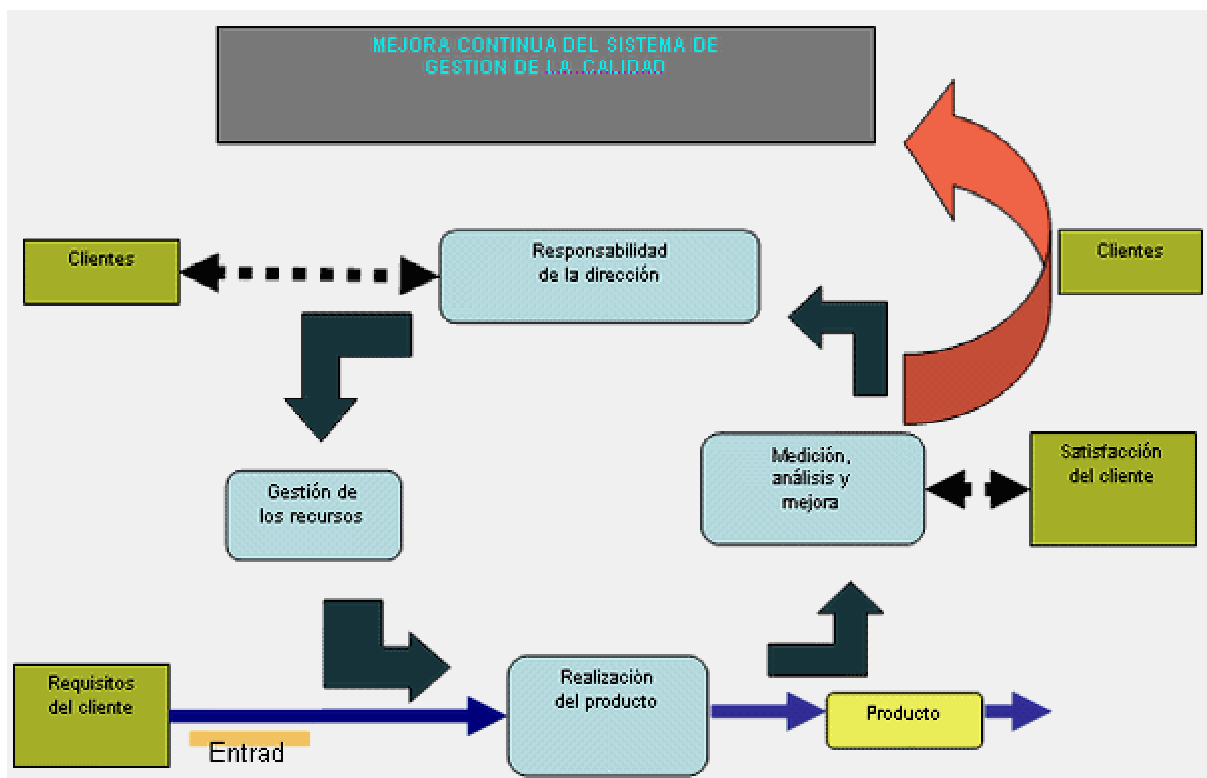 MEJORA CONTINUA DEL SISTEMA DE
GESTION DE LA CALIDAD
Clientes
Responsabilidad
de la dirección
Clientes
Gestión de
los recursos
Medición,
análisis y
mejora
Satisfacción
del cliente
Requisitos
del cliente
Entrad
Realización
del producto
Producto